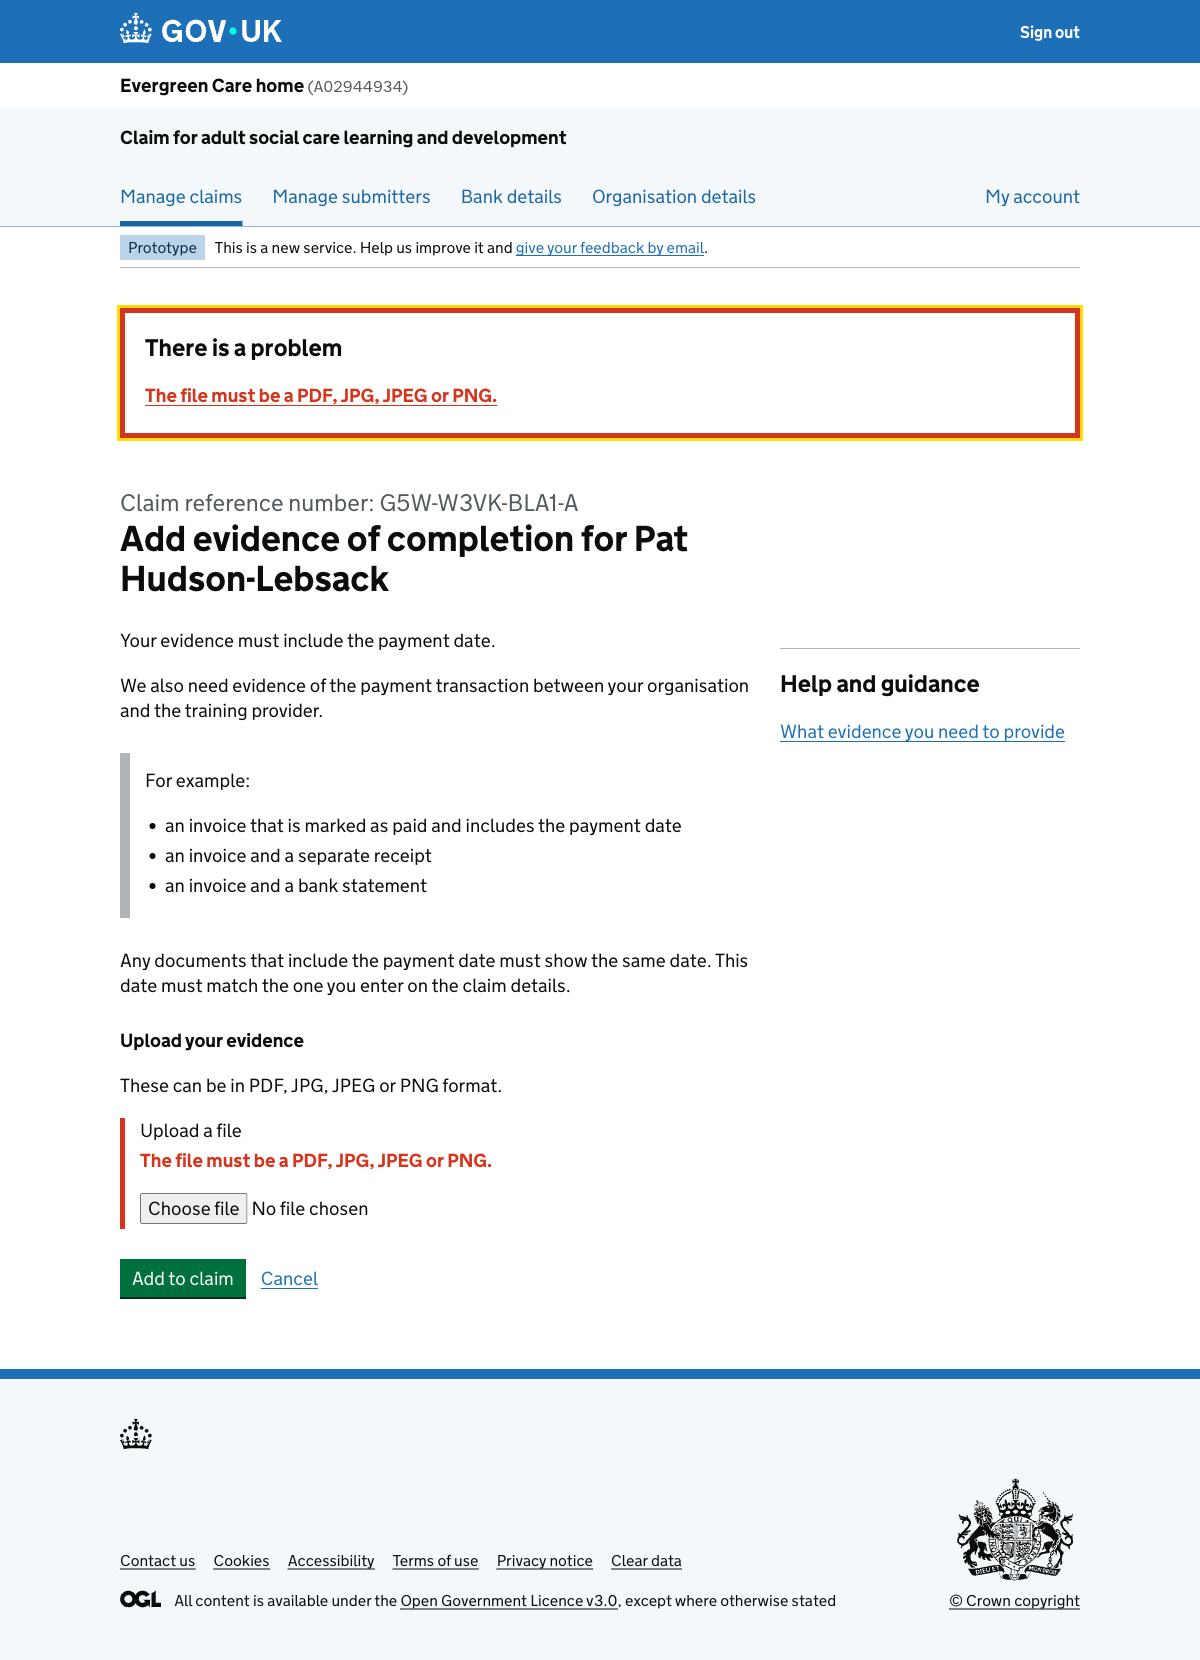 GOV·UK
Sign out
Evergreen Care home (A02944934)
Claim for adult social care learning and development
Manage claims
Manage submitters
Bank details
Organisation details
My account
Prototype
This is a new service. Help us improve it and give your feedback by email.
There is a problem
The file must be a PDF, JPG, JPEG or PNG.
Claim reference number: G5W-W3VK-BLA1-A
Add evidence of completion for Pat
Hudson-Lebsack
Your evidence must include the payment date.
We also need evidence of the payment transaction between your organisation
and the training provider.
For example:
• an invoice that is marked as paid and includes the payment date
• an invoice and a separate receipt
• an invoice and a bank statement
Any documents that include the payment date must show the same date. This
date must match the one you enter on the claim details.
Help and guidance
What evidence you need to provide
Upload your evidence
These can be in PDF, JPG, JPEG or PNG format.
Upload a file
The file must be a PDF, JPG, JPEG or PNG.
Choose file No file chosen
Add to claim
Cancel
Contact us
Cookies
Accessibility
Terms of use
Privacy notice
Clear data
OGL
All content is available under the Open Government Licence v3.0, except where otherwise stated
© Crown copyright